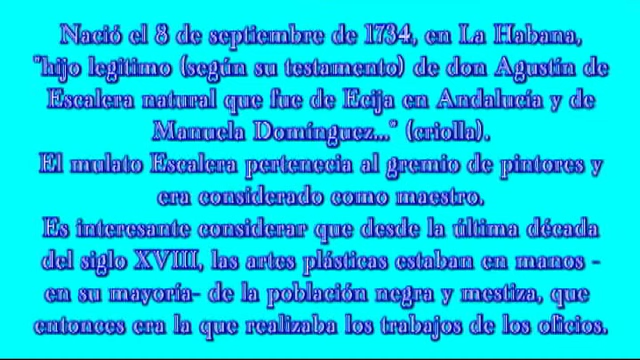 Nació el 8 de septiembre de 1734, en La Habana,
"hijo legitimo (según su testamento) de don Agustín de
Escalera natural que fue de Ecija en Andalucía y de
Manuela Domínguez..." (criolla).
El mulato Escalera pertenecia al gremio de pintores y
era considerado como maestro.
Es interesante considerar que desde la última década
del siglo XVIII, las artes plásticas estaban en manos -
en su mayoría- de la población negra y mestiza, que
entonces era la que realizaba los trabajos de los oficios.